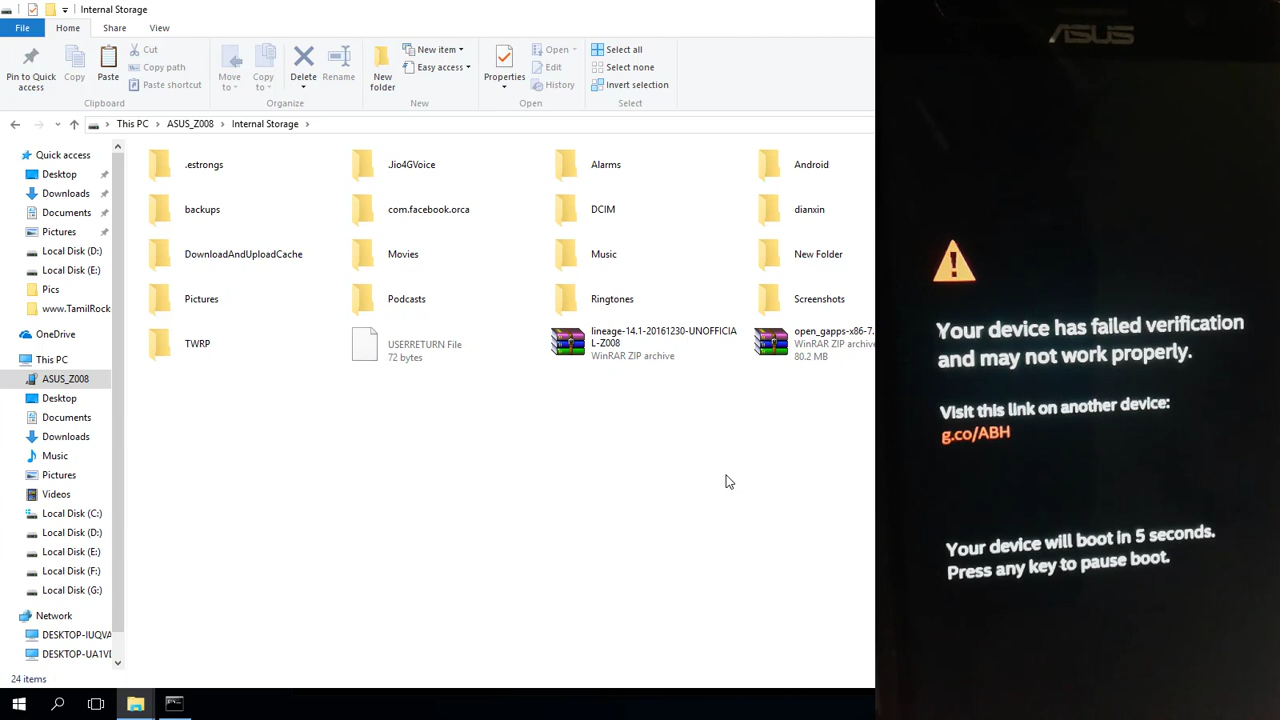 Internal Storage
File
Home
Share
View
Pin to Quick
access
Copy
Paste
Cut
Copy path
Paste shortcut
Clipboard
Move
to
Copy
to
Delete
Rename
Organize
New
folder
New item
Easy access
New
Properties
Open
Edit
History
Open
Select all
Select none
Invert selection
Select
This PC
ASUS_Z008
Internal Storage
Quick access
Desktop
Downloads
Documents
Pictures
Local Disk (D:)
Local Disk (E:)
Pics
www.TamilRock
OneDrive
This PC
ASUS_Z008
Desktop
Documents
Downloads
Music
Pictures
Videos
Local Disk (C:)
Local Disk (D:)
Local Disk (E:)
Local Disk (F:)
Local Disk (G:)
Network
DESKTOP-IUQVA
DESKTOP-UA1VD
24 items
.estrongs
.Jio4GVoice
Alarms
Android
backups
com.facebook.orca
DCIM
dianxin
DownloadAndUploadCache
Movies
Music
New Folder
Pictures
Podcasts
Ringtones
Screenshots
TWRP
USERRETURN File
72 bytes
lineage-14.1-20161230-UNOFFICIA
L-Z008
WinRAR ZIP archive
open_gapps-x86-7.
WinRAR ZIP archive
80.2 MB
ASUS
Your device has failed verification
and may not work properly.
Visit this link on another device:
g.co/ABH
Your device will boot in 5 seconds.
Press any key to pause boot.